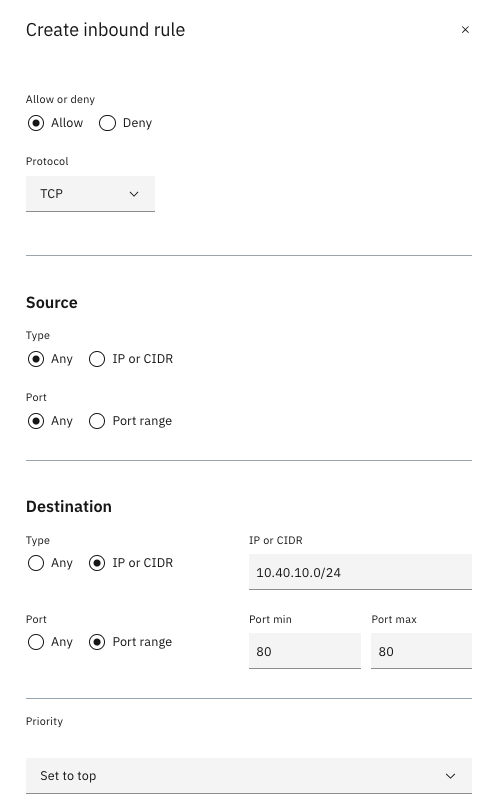 Create inbound rule
Allow or deny
Allow Deny
Protocol
TCP
Source
Type
Any IP or CIDR
Port
Any Port range
Destination
Type IP or CIDR
Any IP or CIDR
10.40.10.0/24
Port Port min Port max
Any Port range
80 80
Priority
Set to top